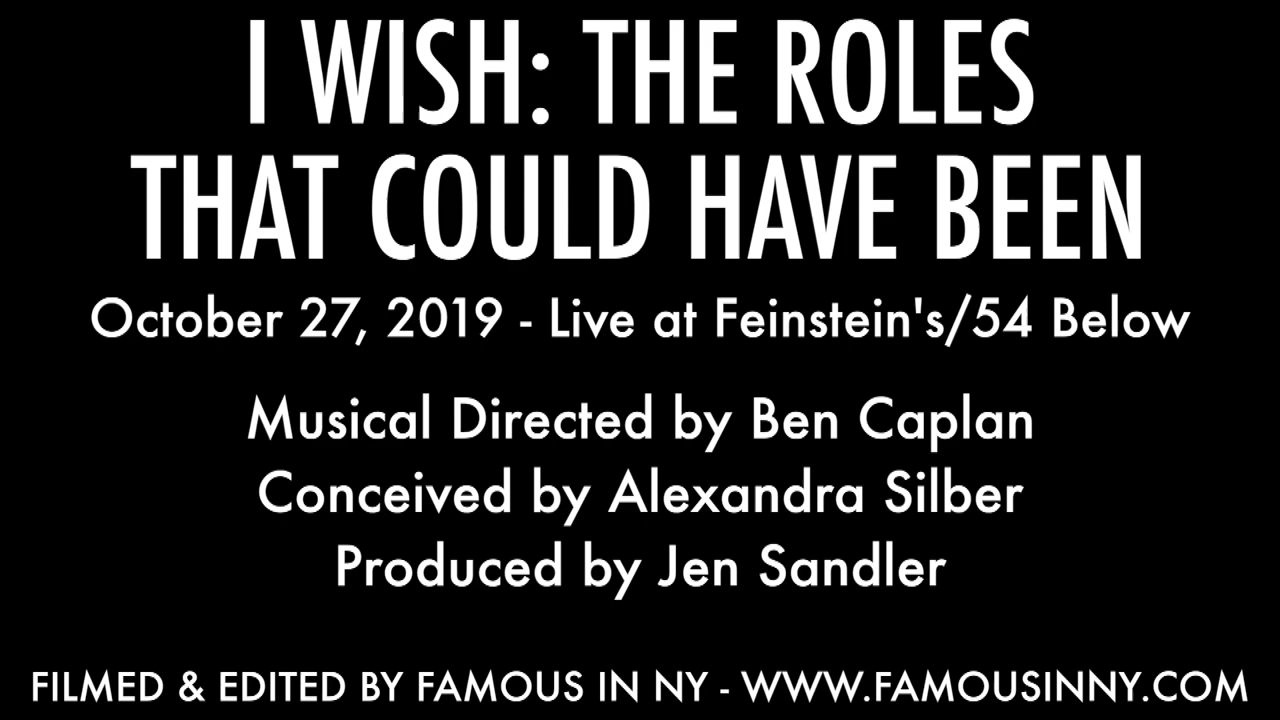 I WISH: THE ROLES
THAT COULD HAVE BEEN
October 27, 2019 - Live at Feinstein's/54 Below
Musical Directed by Ben Caplan
Conceived by Alexandra Silber
Produced by Jen Sandler
FILMED & EDITED BY FAMOUS IN NY - WWW.FAMOUSINNY.COM